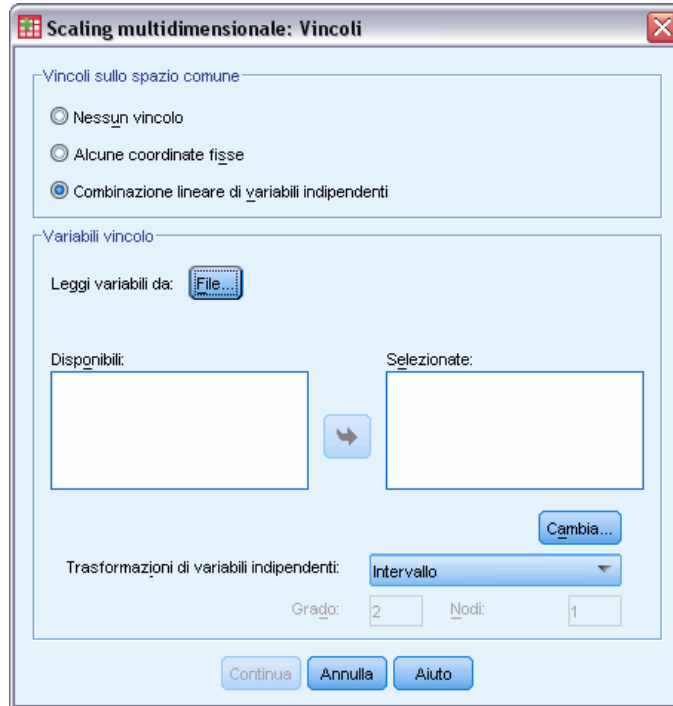 Scaling multidimensionale: Vincoli
Vincoli sullo spazio comune
Nessun vincolo
Alcune coordinate fisse
Combinazione lineare di variabili indipendenti
Variabili vincolo
Leggi variabili da: File...
Disponibili: Selezionate:
Cambia...
Trasformazioni di variabili indipendenti: Intervallo
Grado: 2 Nodi: 1
Continua Annulla Aiuto